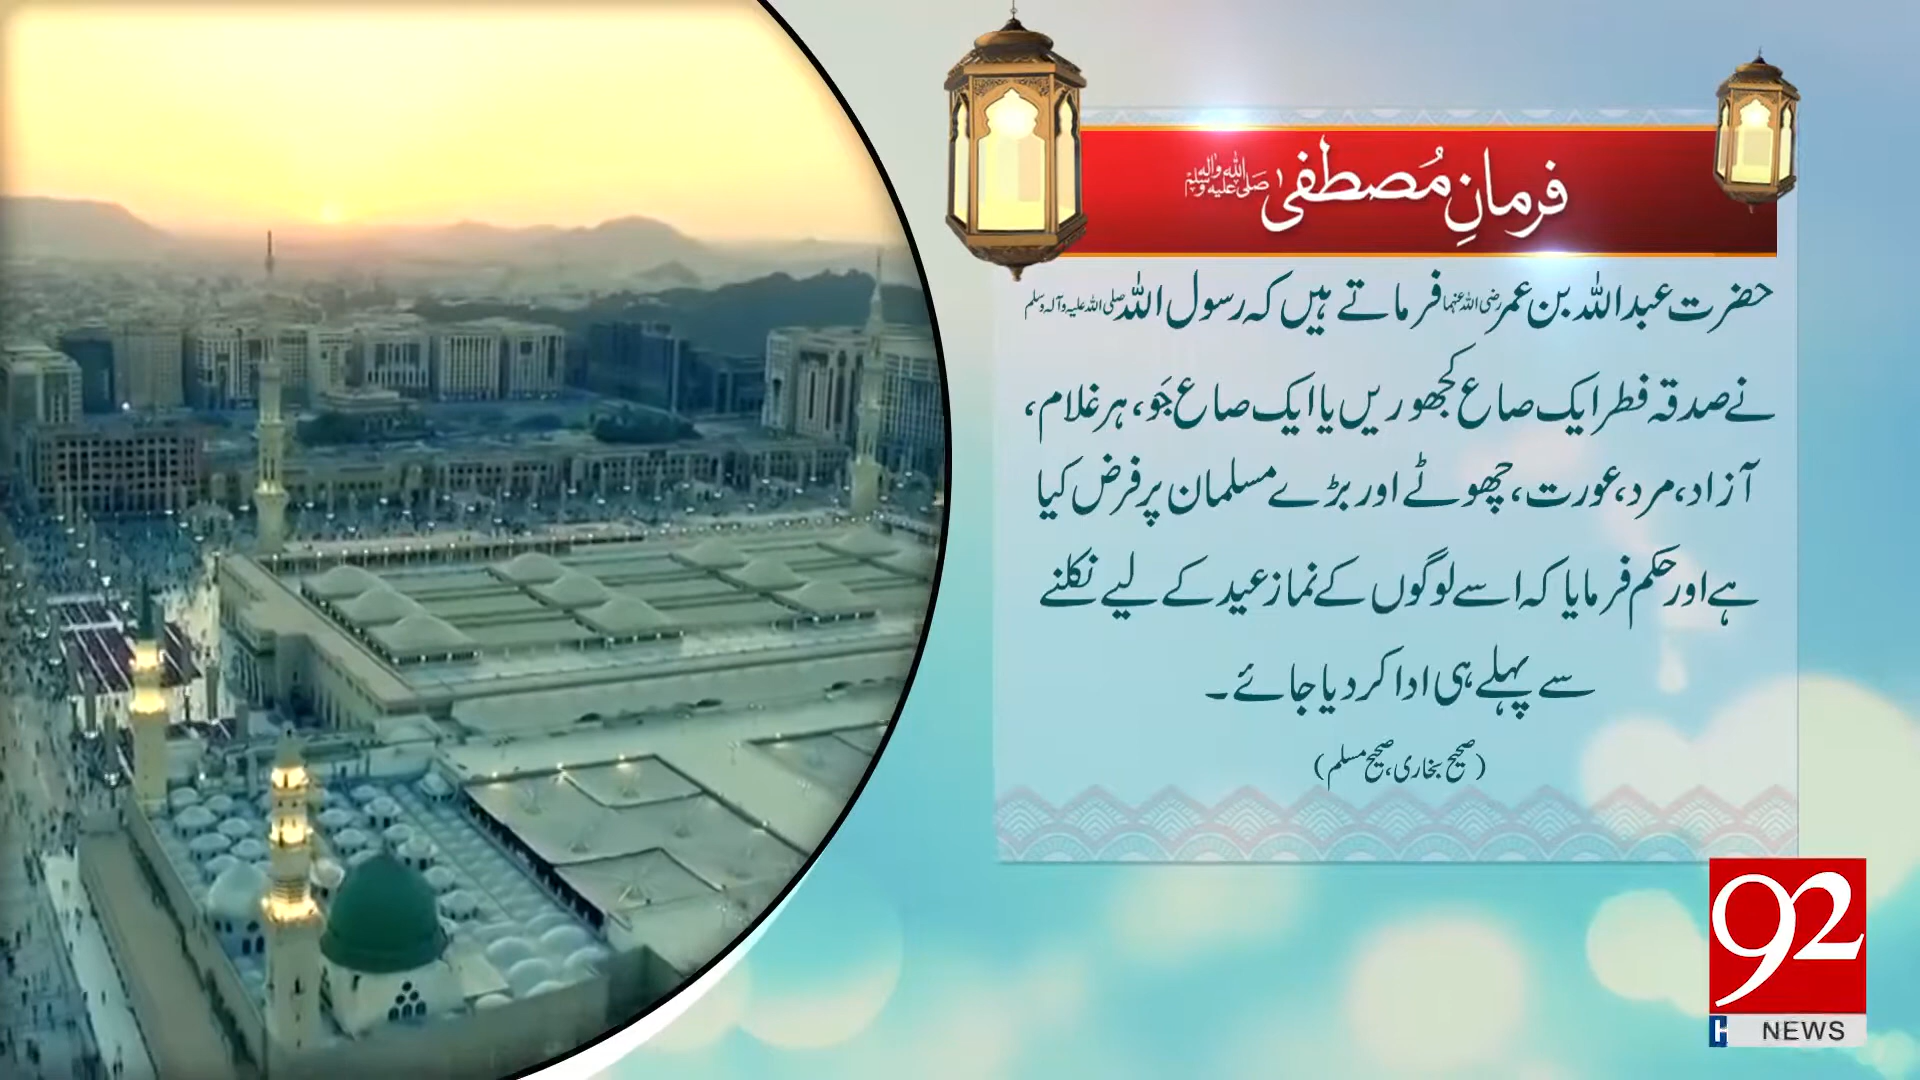 فرمانِ مُصطفیٰ صلی اللہ علیہ وآلہ وسلم
حضرت عبداللہ بن عمر رضی اللہ عنہما فرماتے ہیں کہ رسول اللہ صلی اللہ علیہ وآلہ وسلم
نے صدقہ فطر ایک صاع کھجوریں یا ایک صاع جَو، ہر غلام،
آزاد، مرد، عورت، چھوٹے اور بڑے مسلمان پر فرض کیا
ہے اور حکم فرمایا کہ اسے لوگوں کے نماز عید کے لیے نکلنے
سے پہلے ہی ادا کر دیا جائے۔
(صحیح بخاری، صحیح مسلم)
92
H NEWS